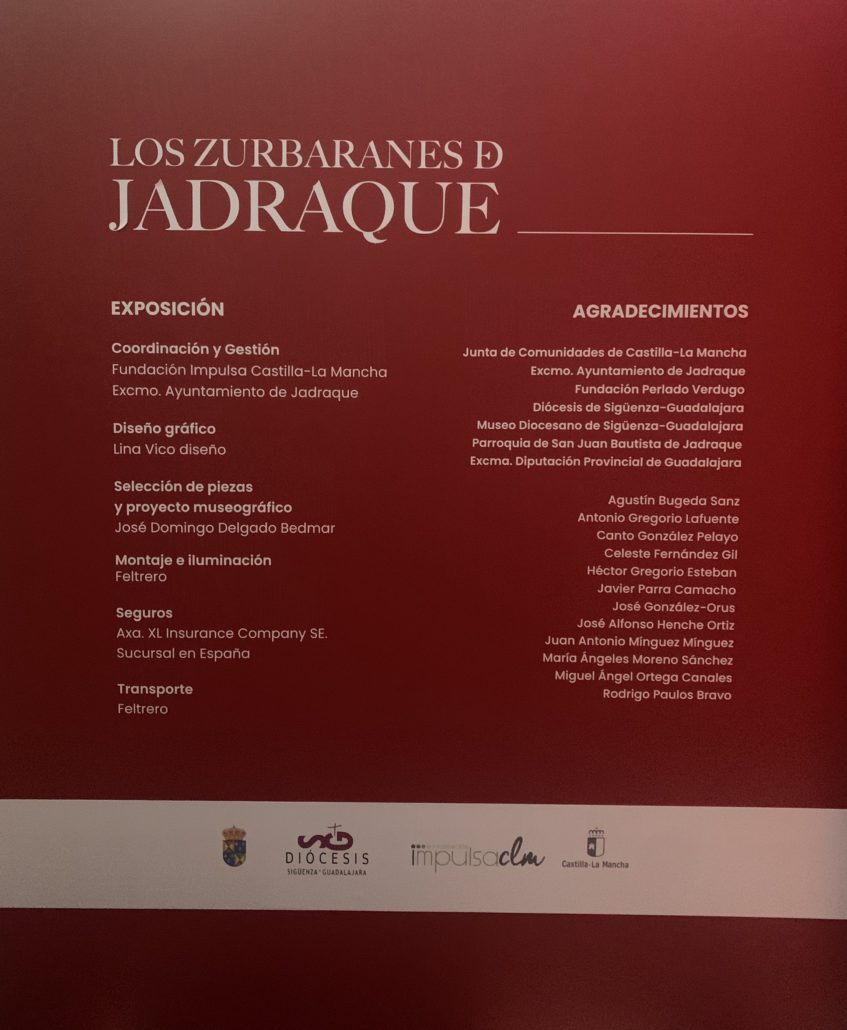 LOS ZURBARANES DE
JADRAQUE
EXPOSICIÓN
Coordinación y Gestión
Fundación Impulsa Castilla-La Mancha
Excmo. Ayuntamiento de Jadraque
Diseño gráfico
Lina Vico diseño
Selección de piezas
y proyecto museográfico
José Domingo Delgado Bedmar
Montaje e iluminación
Feltrero
Seguros
Axa. XL Insurance Company SE.
Sucursal en España
Transporte
Feltrero
AGRADECIMIENTOS
Junta de Comunidades de Castilla-La Mancha
Excmo. Ayuntamiento de Jadraque
Fundación Perlado Verdugo
Diócesis de Sigüenza-Guadalajara
Museo Diocesano de Sigüenza-Guadalajara
Parroquia de San Juan Bautista de Jadraque
Excma. Diputación Provincial de Guadalajara
Agustín Bugeda Sanz
Antonio Gregorio Lafuente
Canto González Pelayo
Celeste Fernández Gil
Héctor Gregorio Esteban
Javier Parra Camacho
José González-Orus
José Alfonso Henche Ortiz
Juan Antonio Mínguez Mínguez
María Ángeles Moreno Sánchez
Miguel Ángel Ortega Canales
Rodrigo Paulos Bravo
DIÓCESIS
SIGÜENZA-GUADALAJARA
impulsa clm
Castilla-La Mancha